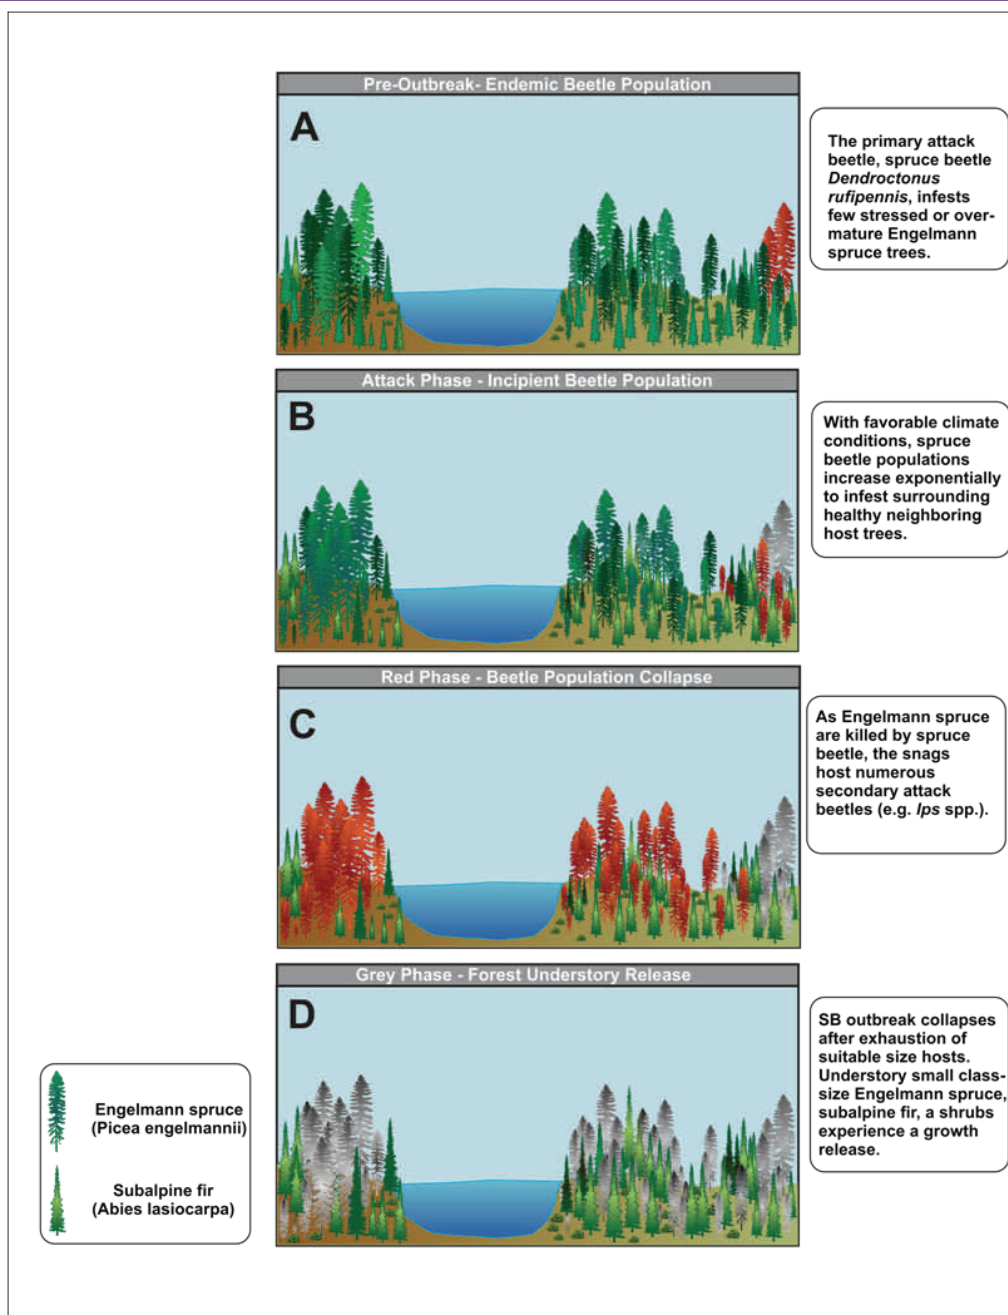 Pre-Outbreak- Endemic Beetle Population
A
The primary attack
beetle, spruce beetle
Dendroctonus
rufipennis, infests
few stressed or over-
mature Engelmann
spruce trees.
Attack Phase - Incipient Beetle Population
B
With favorable climate
conditions, spruce
beetle populations
increase exponentially
to infest surrounding
healthy neighboring
host trees.
Red Phase - Beetle Population Collapse
C
As Engelmann spruce
are killed by spruce
beetle, the snags
host numerous
secondary attack
beetles (e.g. Ips spp.).
Grey Phase - Forest Understory Release
D
SB outbreak collapses
after exhaustion of
suitable size hosts.
Understory small class-
size Engelmann spruce,
subalpine fir, a shrubs
experience a growth
release.
Engelmann spruce
(Picea engelmannii)
Subalpine fir
(Abies lasiocarpa)